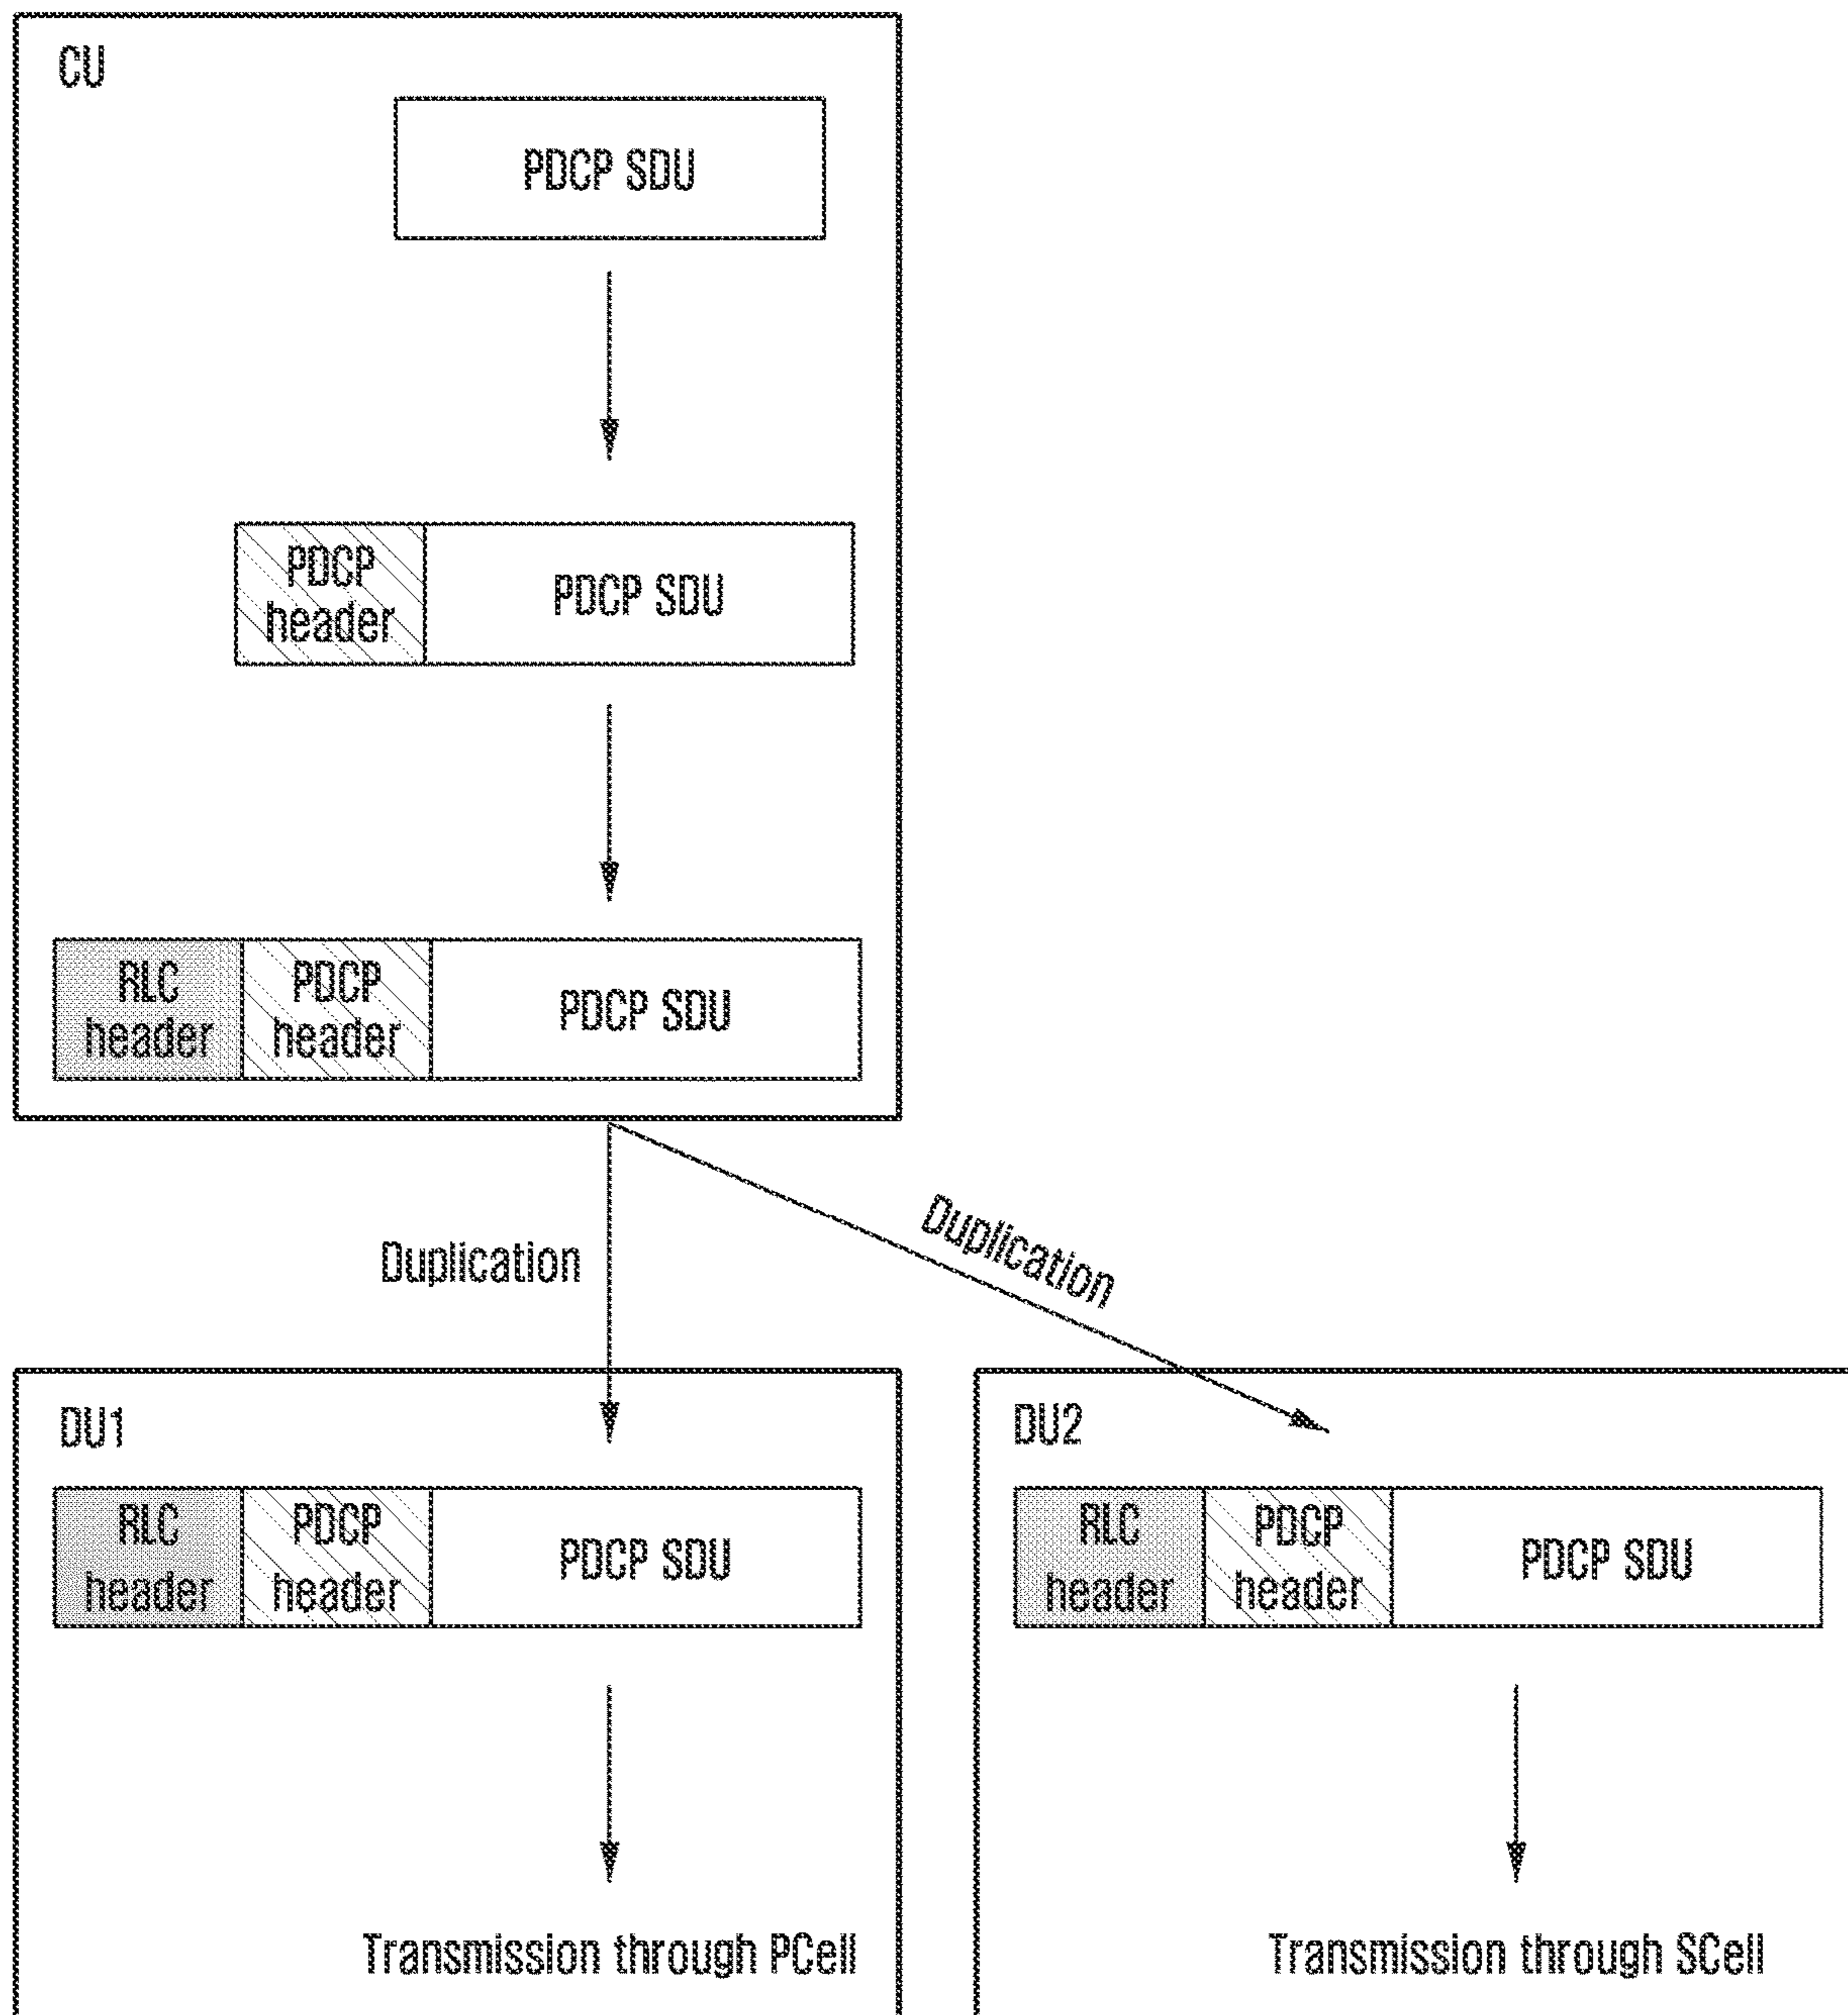 CU
PDCP SDU
PDCP
header
PDCP SDU
RLC
header
PDCP
header
PDCP SDU
Duplication
Duplication
DU1
RLC
header
PDCP
header
PDCP SDU
Transmission through PCell
DU2
RLC
header
PDCP
header
PDCP SDU
Transmission through SCell